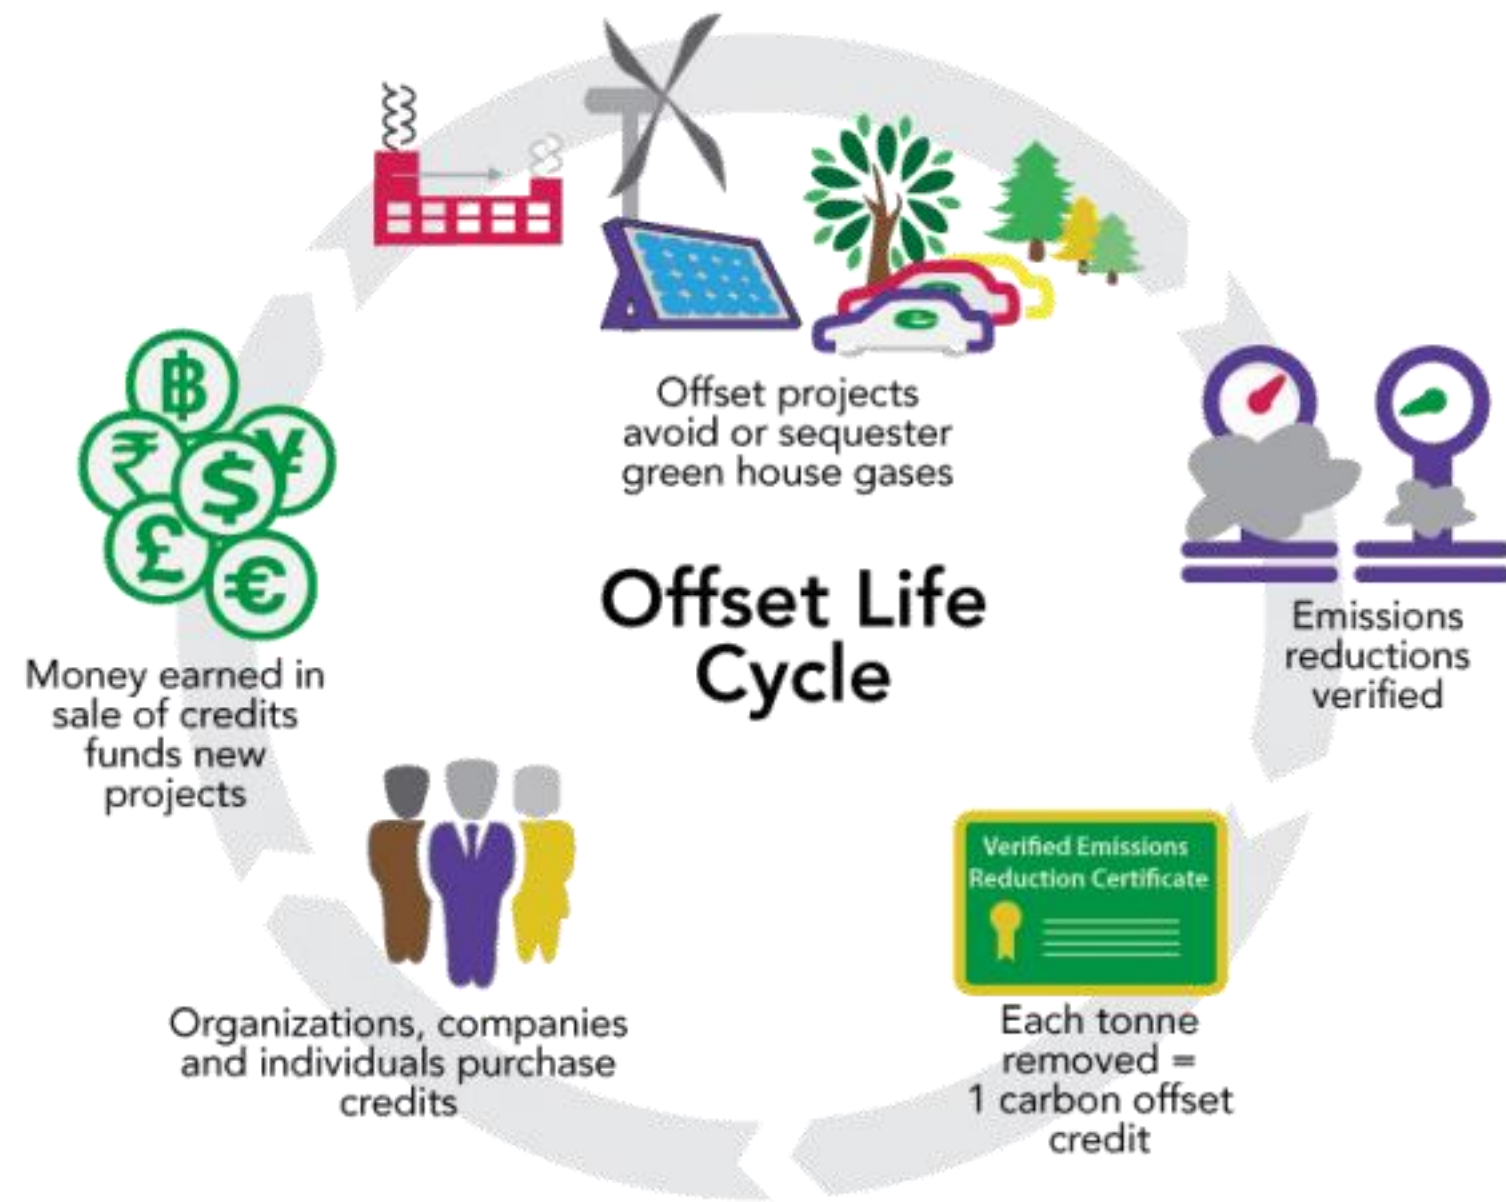 Offset projects
avoid or sequester
green house gases
Offset Life
Cycle
Emissions
reductions
verified
Verified Emissions
Reduction Certificate
Each tonne
removed =
1 carbon offset
credit
Organizations, companies
and individuals purchase
credits
฿
₹
¥
$
£
€
Money earned in
sale of credits
funds new
projects